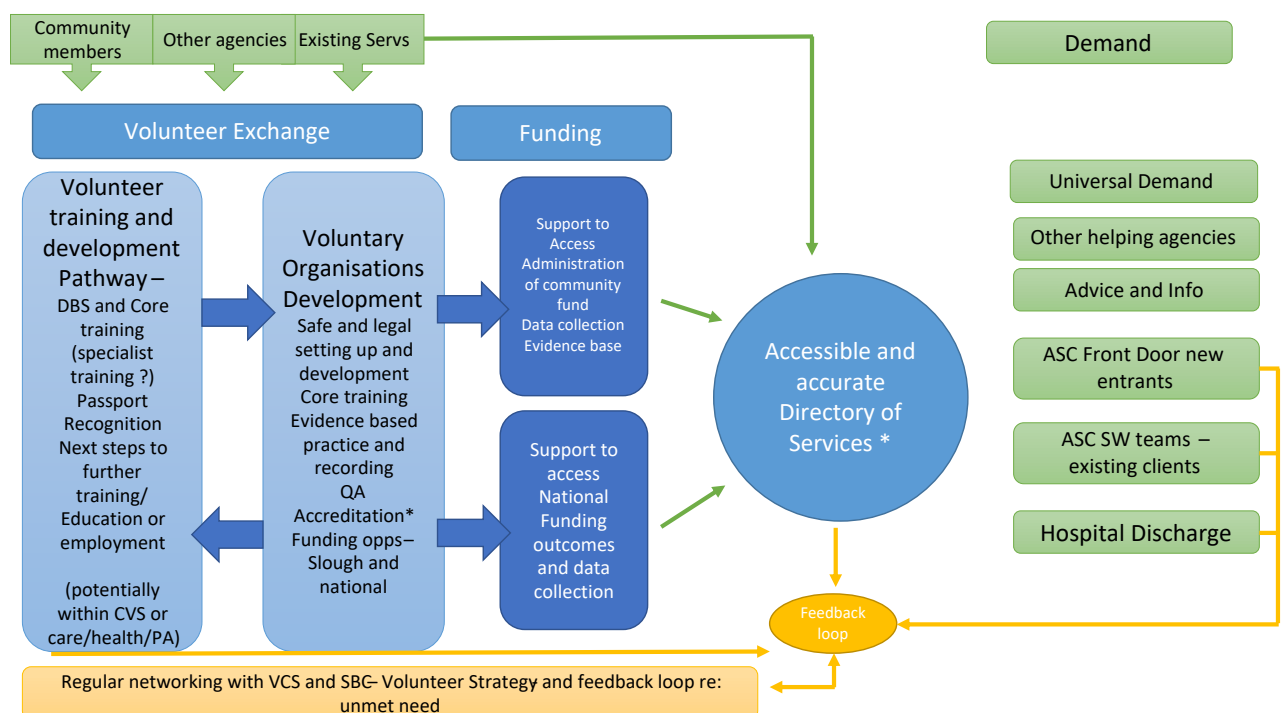 Community
members
Other agencies
Existing Servs
Demand
Volunteer Exchange
Funding
Volunteer
training and
development
Pathway –
DBS and Core
training
(specialist
training ?)
Passport
Recognition
Next steps to
further
training/
Education or
employment
(potentially
within CVS or
care/health/PA)
Voluntary
Organisations
Development
Safe and legal
setting up and
development
Core training
Evidence based
practice and
recording
QA
Accreditation*
Funding opps–
Slough and
national
Support to
Access
Administration
of community
fund
Data collection
Evidence base
Support to
access
National
Funding
outcomes
and data
collection
Accessible and
accurate
Directory of
Services *
Universal Demand
Other helping agencies
Advice and Info
ASC Front Door new
entrants
ASC SW teams –
existing clients
Hospital Discharge
Feedback
loop
Regular networking with VCS and SBC– Volunteer Strategy and feedback loop re:
unmet need